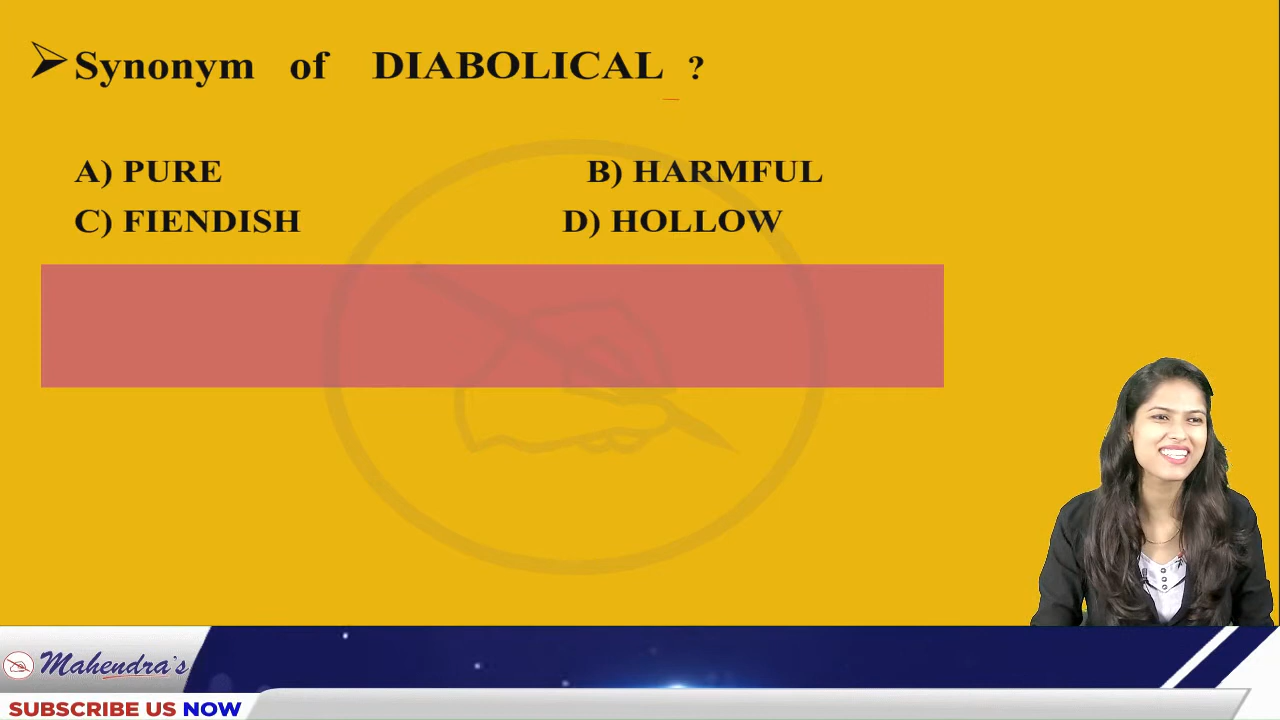 Synonym of DIABOLICAL ?
A) PURE B) HARMFUL
C) FIENDISH D) HOLLOW
Mahendra's
SUBSCRIBE US NOW